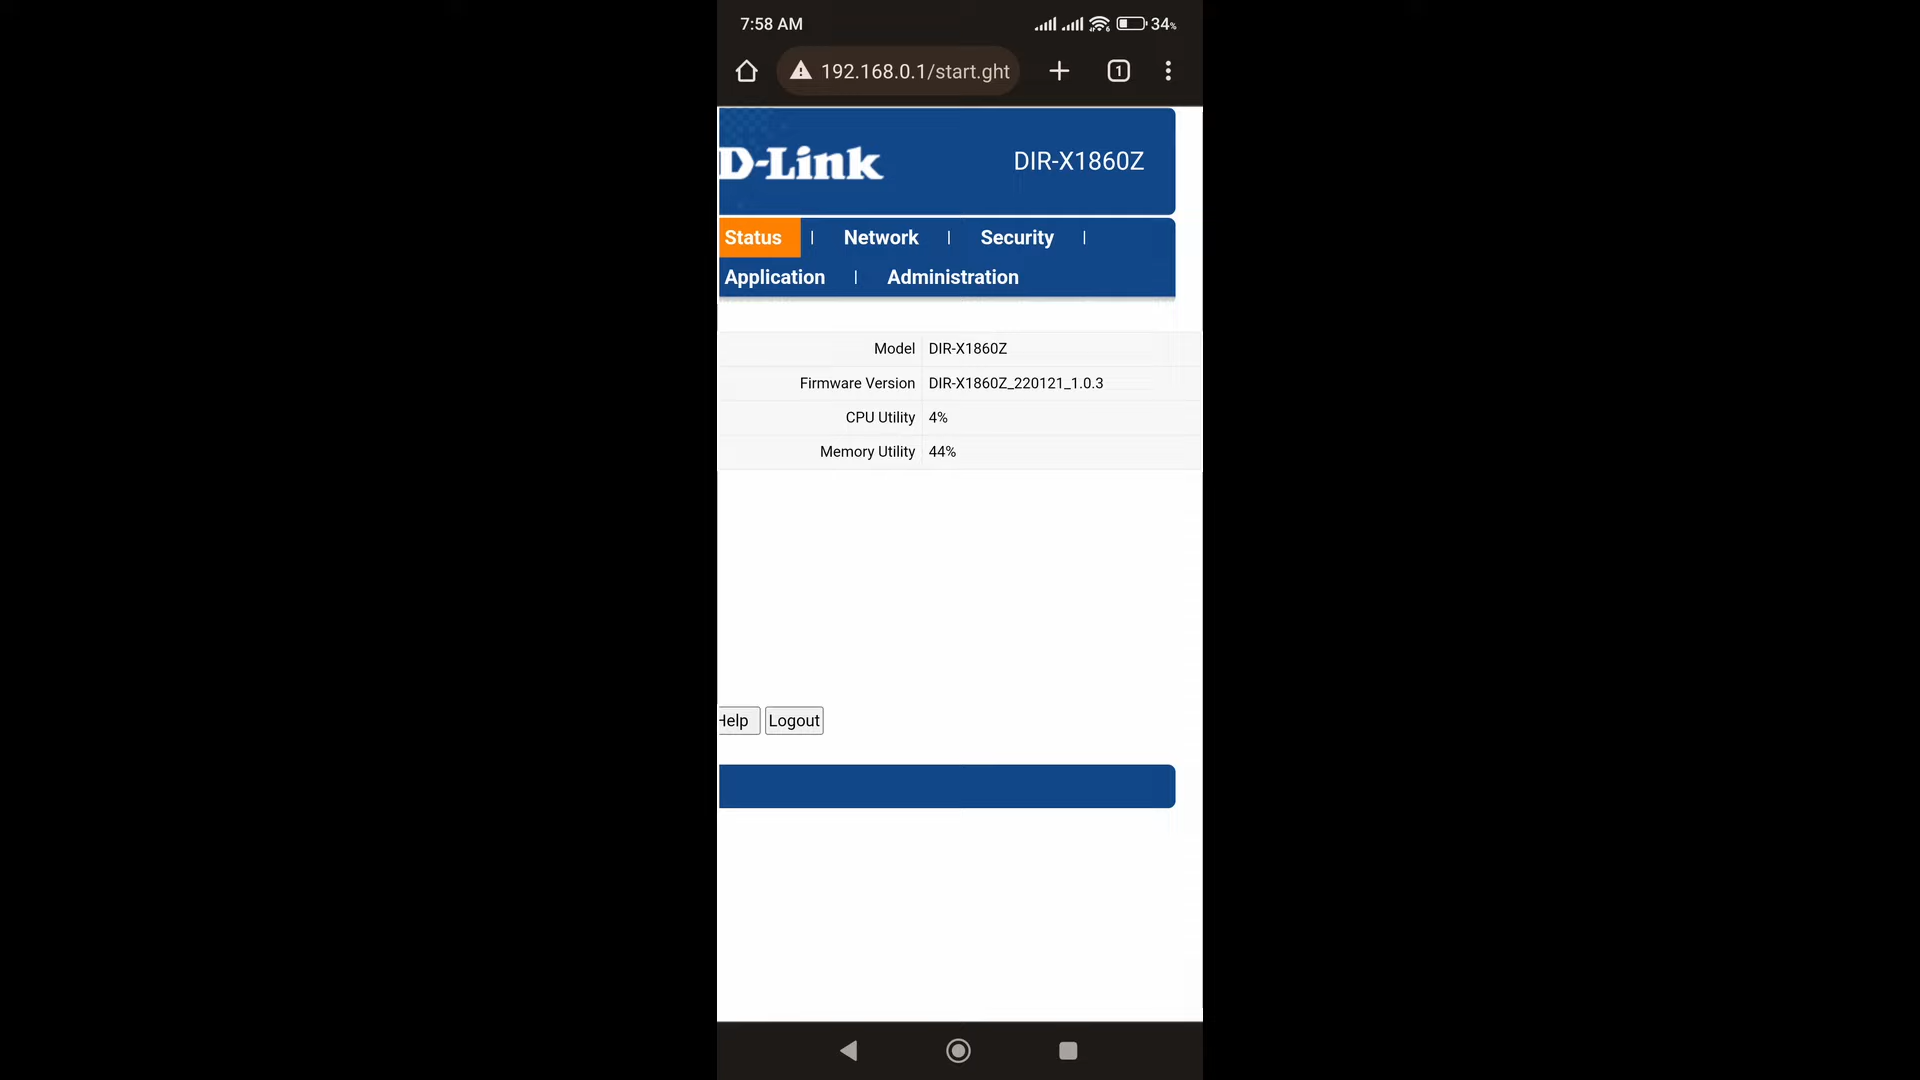 7:58 AM 34%
192.168.0.1/start.ght 1
D-Link DIR-X1860Z
Status | Network | Security |
Application | Administration
Model DIR-X1860Z
Firmware Version DIR-X1860Z_220121_1.0.3
CPU Utility 4%
Memory Utility 44%
Help Logout